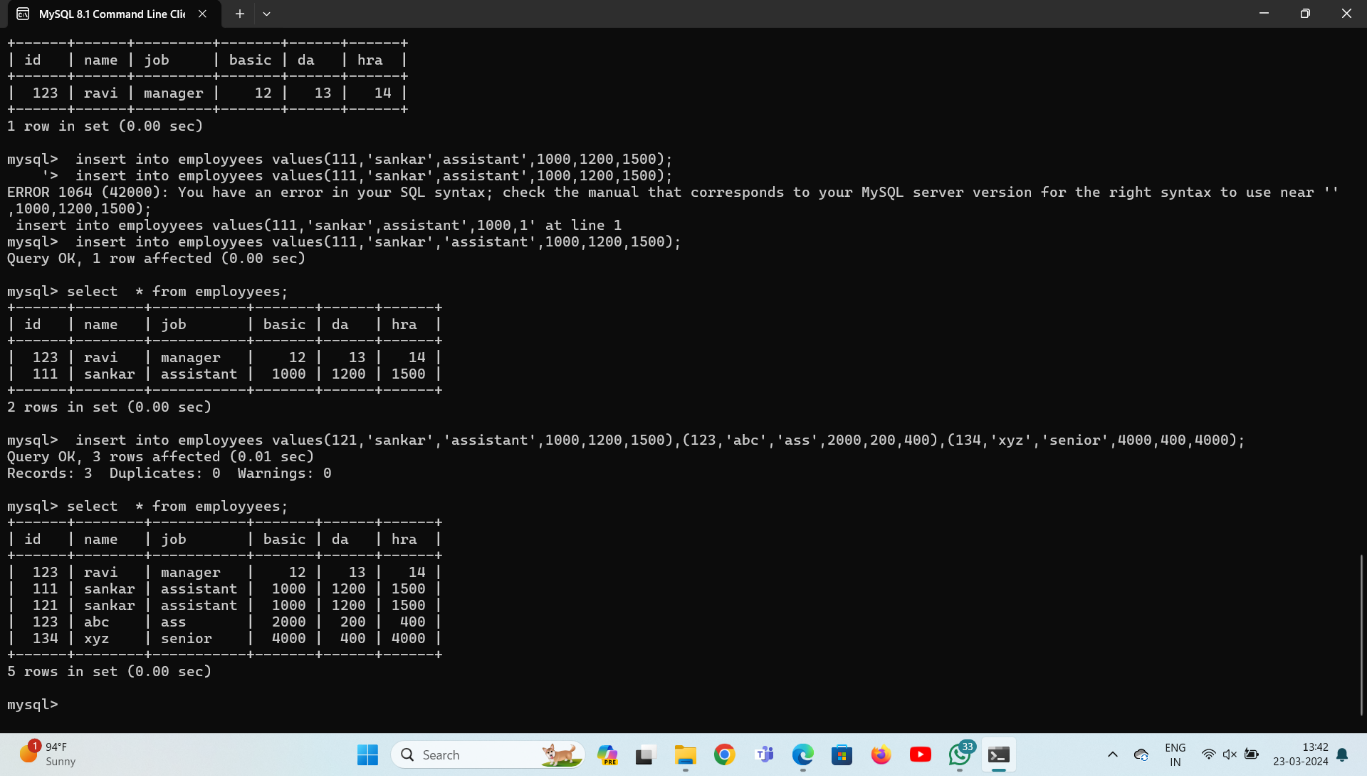 MySQL 8.1 Command Line Clie
+------+------+---------+-------+------+------+
| id   | name | job     | basic | da   | hra  |
+------+------+---------+-------+------+------+
|  123 | ravi | manager |    12 |   13 |   14 |
+------+------+---------+-------+------+------+
1 row in set (0.00 sec)
mysql>  insert into employyees values(111,'sankar',assistant',1000,1200,1500);
    '>  insert into employyees values(111,'sankar',assistant',1000,1200,1500);
ERROR 1064 (42000): You have an error in your SQL syntax; check the manual that corresponds to your MySQL server version for the right syntax to use near ''
,1000,1200,1500);
 insert into employyees values(111,'sankar',assistant',1000,1' at line 1
mysql>  insert into employyees values(111,'sankar','assistant',1000,1200,1500);
Query OK, 1 row affected (0.00 sec)
mysql> select  * from employyees;
+------+--------+-----------+-------+------+------+
| id   | name   | job       | basic | da   | hra  |
+------+--------+-----------+-------+------+------+
|  123 | ravi   | manager   |    12 |   13 |   14 |
|  111 | sankar | assistant |  1000 | 1200 | 1500 |
+------+--------+-----------+-------+------+------+
2 rows in set (0.00 sec)
mysql>  insert into employyees values(121,'sankar','assistant',1000,1200,1500),(123,'abc','ass',2000,200,400),(134,'xyz','senior',4000,400,4000);
Query OK, 3 rows affected (0.01 sec)
Records: 3  Duplicates: 0  Warnings: 0
mysql> select  * from employyees;
+------+--------+-----------+-------+------+------+
| id   | name   | job       | basic | da   | hra  |
+------+--------+-----------+-------+------+------+
|  123 | ravi   | manager   |    12 |   13 |   14 |
|  111 | sankar | assistant |  1000 | 1200 | 1500 |
|  121 | sankar | assistant |  1000 | 1200 | 1500 |
|  123 | abc    | ass       |  2000 |  200 |  400 |
|  134 | xyz    | senior    |  4000 |  400 | 4000 |
+------+--------+-----------+-------+------+------+
5 rows in set (0.00 sec)
mysql>
1
94°F
Sunny
Search
PRE
33
ENG
IN
13:42
23-03-2024